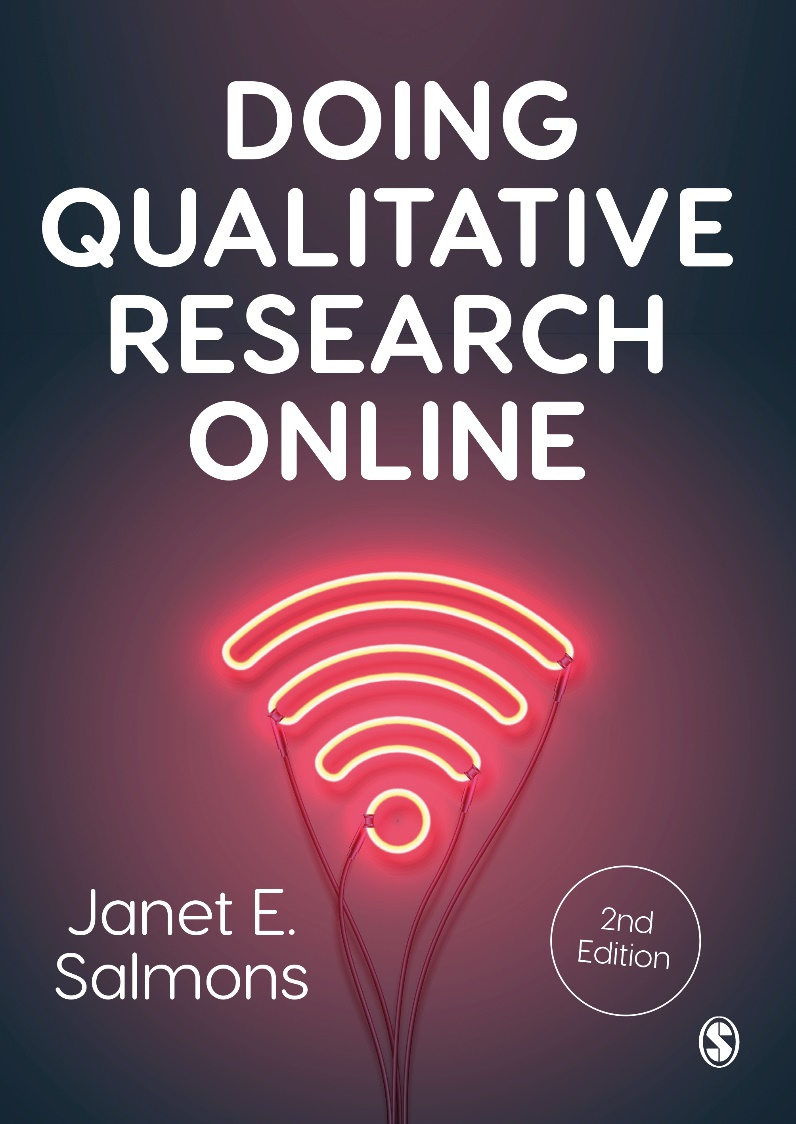 DOING
QUALITATIVE
RESEARCH
ONLINE
Janet E.
Salmons
2nd
Edition
S